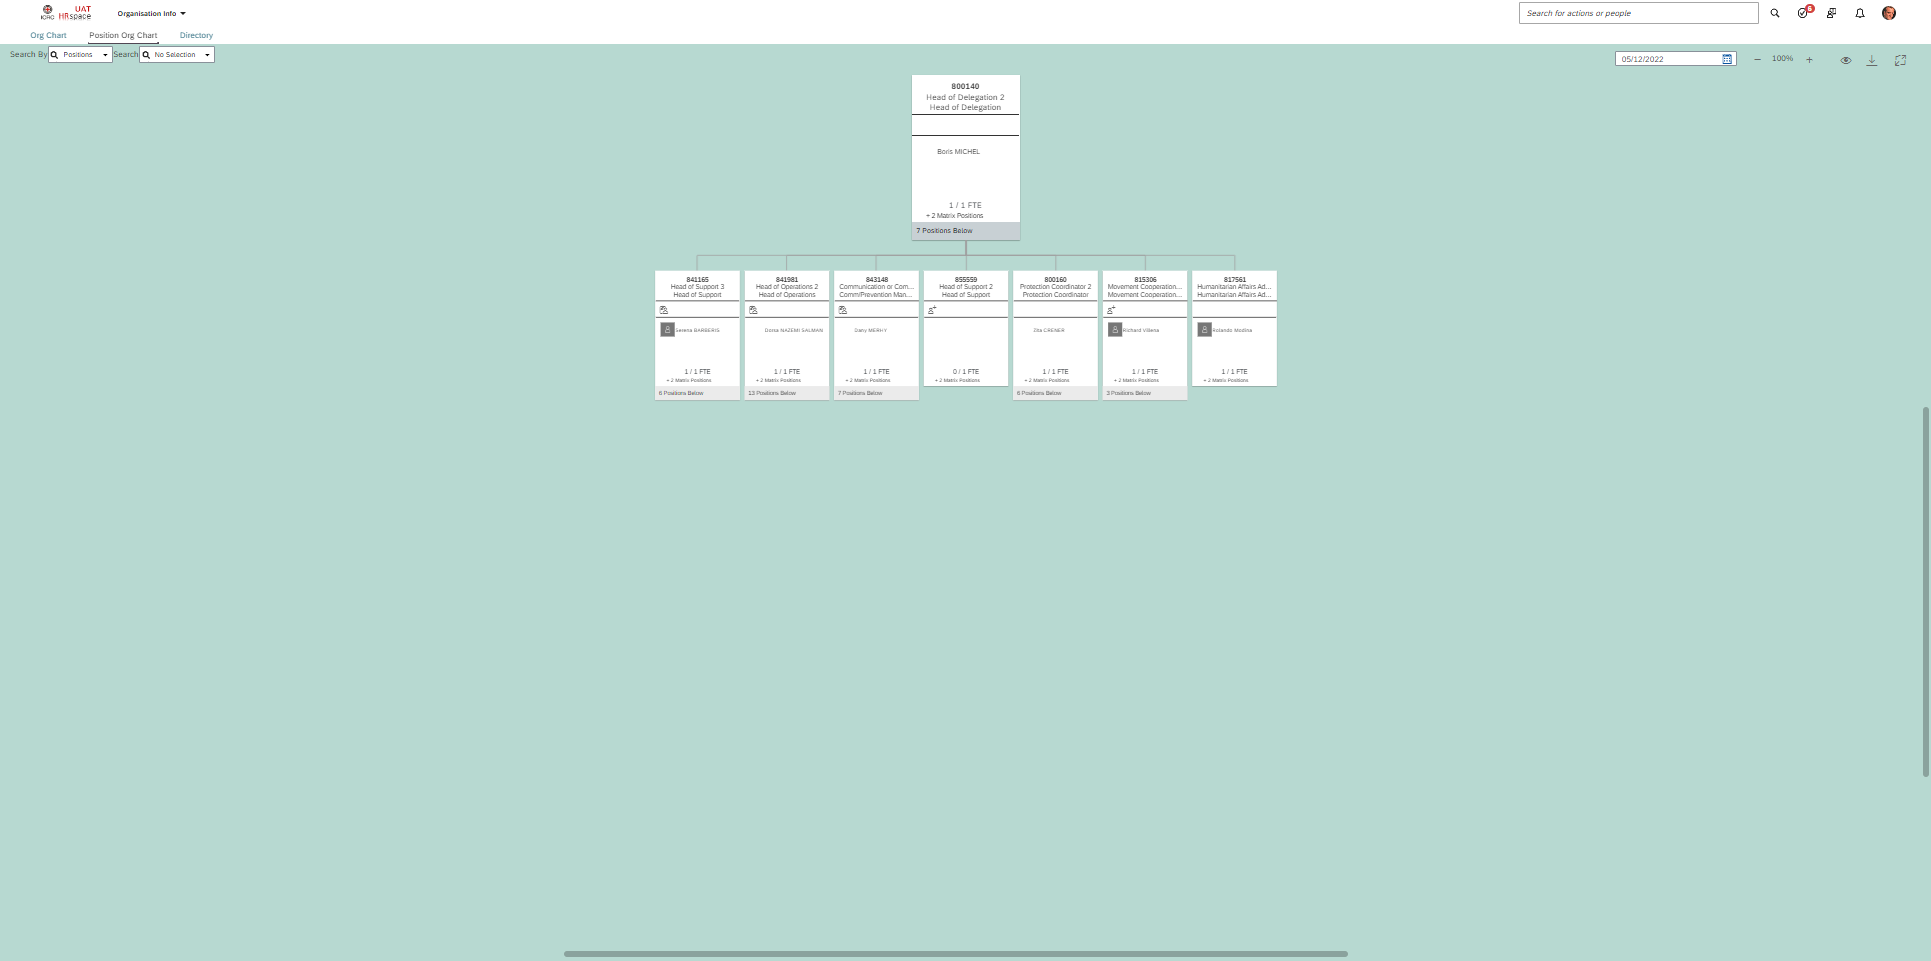 ICRC
UAT
HRspace
Organisation Info
Search for actions or people
6
Org Chart
Position Org Chart
Directory
Search By
Positions
Search
No Selection
05/12/2022
100%
800140
Head of Delegation 2
Head of Delegation
Boris MICHEL
1 / 1 FTE
+ 2 Matrix Positions
7 Positions Below
841165
Head of Support 3
Head of Support
Serena BARBERIS
1 / 1 FTE
+ 2 Matrix Positions
6 Positions Below
841981
Head of Operations 2
Head of Operations
Dorsa NAZEMI SALMAN
1 / 1 FTE
+ 2 Matrix Positions
13 Positions Below
843148
Communication or Com...
Comm/Prevention Man...
Dany MERHY
1 / 1 FTE
+ 2 Matrix Positions
7 Positions Below
855559
Head of Support 2
Head of Support
0 / 1 FTE
+ 2 Matrix Positions
800160
Protection Coordinator 2
Protection Coordinator
Zita CRENER
1 / 1 FTE
+ 2 Matrix Positions
6 Positions Below
815306
Movement Cooperation...
Movement Cooperation...
Richard Villena
1 / 1 FTE
+ 2 Matrix Positions
3 Positions Below
817561
Humanitarian Affairs Ad...
Humanitarian Affairs Ad...
Rolando Modina
1 / 1 FTE
+ 2 Matrix Positions